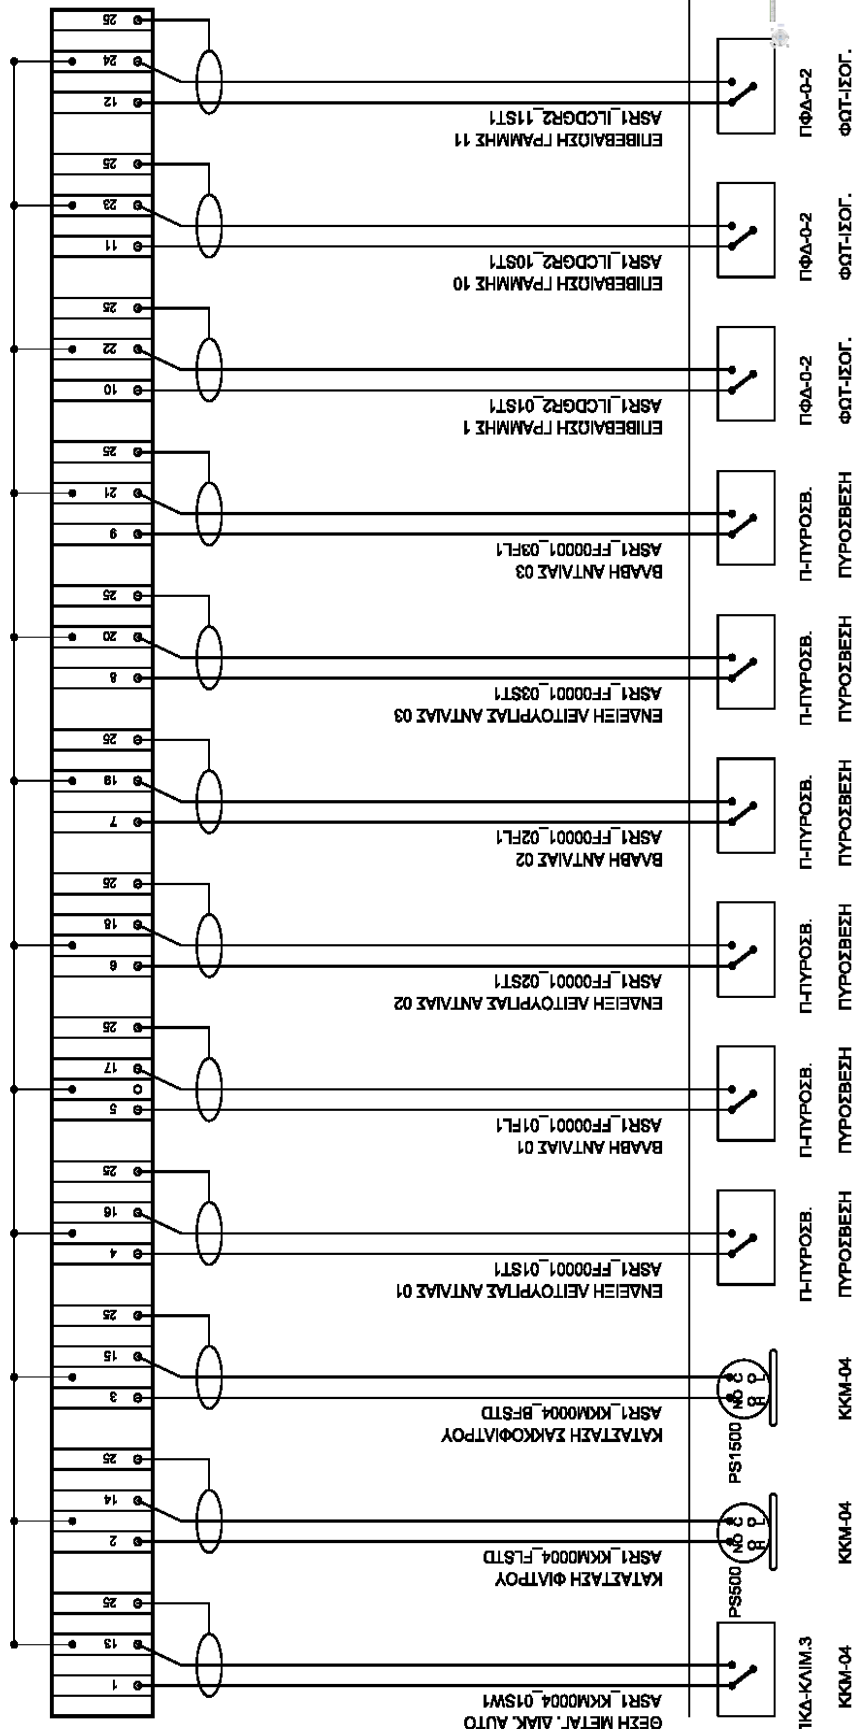 25
24
12
ΕΠΙΒΕΒΑΙΩΣΗ ΓΡΑΜΜΗΣ 11
ASR1_ILCDGR2_11ST1
ΠΦΔ-0-2
ΦΩΤ-ΙΣΟΓ.
25
23
11
ΕΠΙΒΕΒΑΙΩΣΗ ΓΡΑΜΜΗΣ 10
ASR1_ILCDGR2_10ST1
ΠΦΔ-0-2
ΦΩΤ-ΙΣΟΓ.
25
22
10
ΕΠΙΒΕΒΑΙΩΣΗ ΓΡΑΜΜΗΣ 1
ASR1_ILCDGR2_01ST1
ΠΦΔ-0-2
ΦΩΤ-ΙΣΟΓ.
25
21
9
ΒΛΑΒΗ ΑΝΤΛΙΑΣ 03
ASR1_FF00001_03FL1
Π-ΠΥΡΟΣΒ.
ΠΥΡΟΣΒΕΣΗ
25
20
8
ΕΝΔΕΙΞΗ ΛΕΙΤΟΥΡΓΙΑΣ ΑΝΤΛΙΑΣ 03
ASR1_FF00001_03ST1
Π-ΠΥΡΟΣΒ.
ΠΥΡΟΣΒΕΣΗ
25
19
7
ΒΛΑΒΗ ΑΝΤΛΙΑΣ 02
ASR1_FF00001_02FL1
Π-ΠΥΡΟΣΒ.
ΠΥΡΟΣΒΕΣΗ
25
18
6
ΕΝΔΕΙΞΗ ΛΕΙΤΟΥΡΓΙΑΣ ΑΝΤΛΙΑΣ 02
ASR1_FF00001_02ST1
Π-ΠΥΡΟΣΒ.
ΠΥΡΟΣΒΕΣΗ
25
17
5
ΒΛΑΒΗ ΑΝΤΛΙΑΣ 01
ASR1_FF00001_01FL1
Π-ΠΥΡΟΣΒ.
ΠΥΡΟΣΒΕΣΗ
25
16
4
ΕΝΔΕΙΞΗ ΛΕΙΤΟΥΡΓΙΑΣ ΑΝΤΛΙΑΣ 01
ASR1_FF00001_01ST1
Π-ΠΥΡΟΣΒ.
ΠΥΡΟΣΒΕΣΗ
25
15
3
ΚΑΤΑΣΤΑΣΗ ΣΑΚΚΟΦΙΛΤΡΟΥ
ASR1_KKM0004_BFSTD
PS1500
NO C
H L
ΚΚΜ-04
25
14
2
ΚΑΤΑΣΤΑΣΗ ΦΙΛΤΡΟΥ
ASR1_KKM0004_FLSTD
PS500
NO C
H L
ΚΚΜ-04
25
13
1
ΘΕΣΗ ΜΕΤΑΓ. ΔΙΑΚ. AUTO
ASR1_KKM0004_01SW1
ΠΚΔ-ΚΛΙΜ.3
ΚΚΜ-04